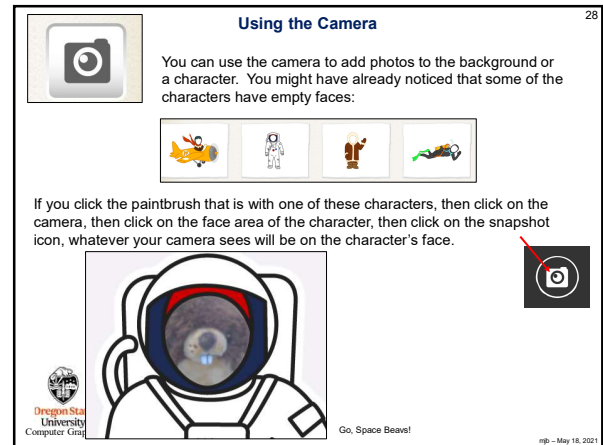 28
Using the Camera
You can use the camera to add photos to the background or
a character. You might have already noticed that some of the
characters have empty faces:
If you click the paintbrush that is with one of these characters, then click on the
camera, then click on the face area of the character, then click on the snapshot
icon, whatever your camera sees will be on the character's face.
Oregon Sta
University
Computer Grap
Go, Space Beavs!
mjb – May 18, 2021